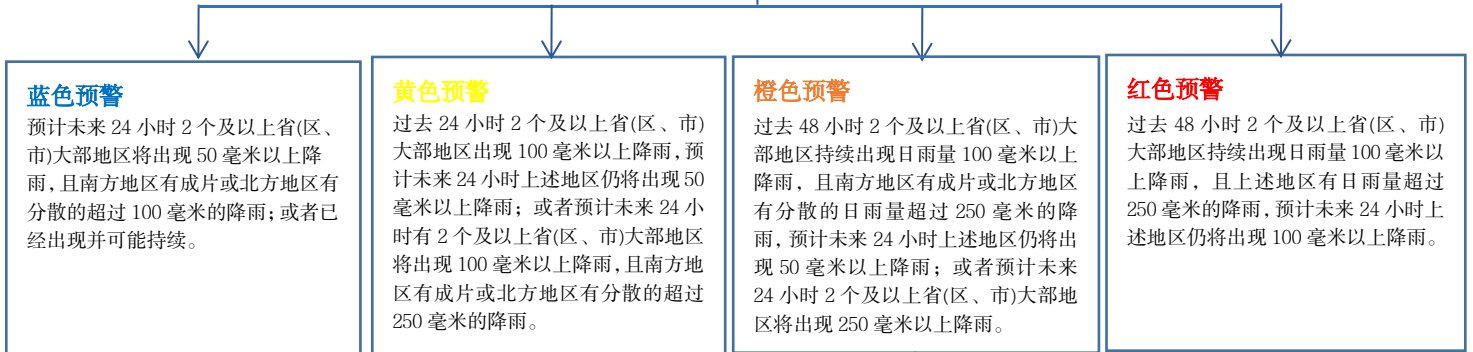 蓝色预警
预计未来 24 小时 2 个及以上省(区、
市)大部地区将出现 50 毫米以上降
雨，且南方地区有成片或北方地区有
分散的超过 100 毫米的降雨；或者已
经出现并可能持续。
黄色预警
过去 24 小时 2 个及以上省(区、市)
大部地区出现 100 毫米以上降雨，预
计未来 24 小时上述地区仍将出现 50
毫米以上降雨；或者预计未来 24 小
时有 2 个及以上省(区、市)大部地区
将出现 100 毫米以上降雨，且南方地
区有成片或北方地区有分散的超过
250 毫米的降雨。
橙色预警
过去 48 小时 2 个及以上省(区、市)大
部地区持续出现日雨量 100 毫米以上
降雨，且南方地区有成片或北方地区
有分散的日雨量超过 250 毫米的降
雨，预计未来 24 小时上述地区仍将出
现 50 毫米以上降雨；或者预计未来
24 小时 2 个及以上省(区、市)大部地
区将出现 250 毫米以上降雨。
红色预警
过去 48 小时 2 个及以上省(区、市)
大部地区持续出现日雨量 100 毫米以
上降雨，且上述地区有日雨量超过
250 毫米的降雨，预计未来 24 小时上
述地区仍将出现 100 毫米以上降雨。